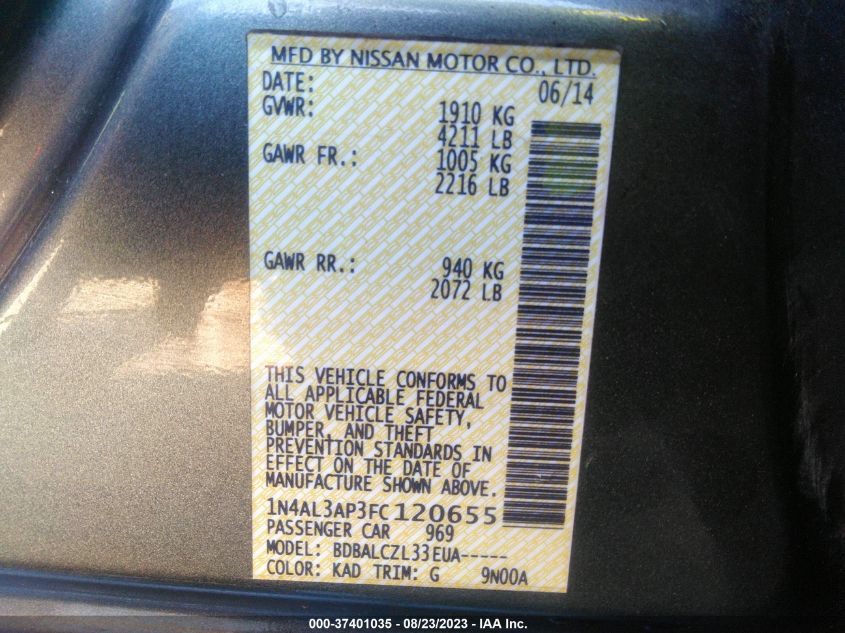 MFD BY NISSAN MOTOR CO., LTD.
DATE: 06/14
GVWR: 1910 KG
4211 LB
GAWR FR.: 1005 KG
2216 LB
GAWR RR.: 940 KG
2072 LB
THIS VEHICLE CONFORMS TO
ALL APPLICABLE FEDERAL
MOTOR VEHICLE SAFETY,
BUMPER, AND THEFT
PREVENTION STANDARDS IN
EFFECT ON THE DATE OF
MANUFACTURE SHOWN ABOVE.
1N4AL3AP3FC120655
PASSENGER CAR 969
MODEL: BDBALCZL33EUA-----
COLOR: KAD TRIM: G 9N00A
000-37401035 - 08/23/2023 - IAA Inc.